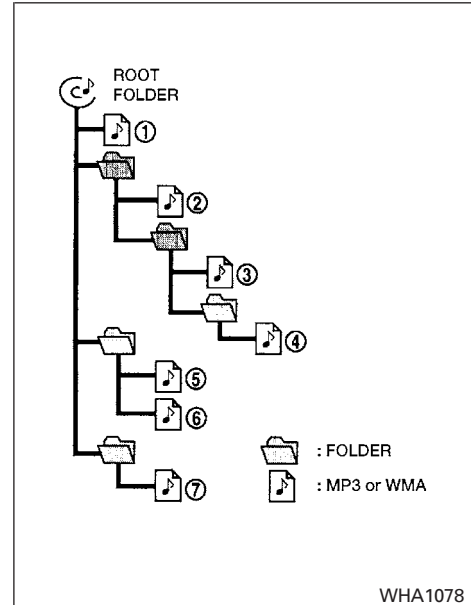 ROOT
FOLDER
①
②
③
④
⑤
⑥
⑦
: FOLDER
: MP3 or WMA
WHA1078